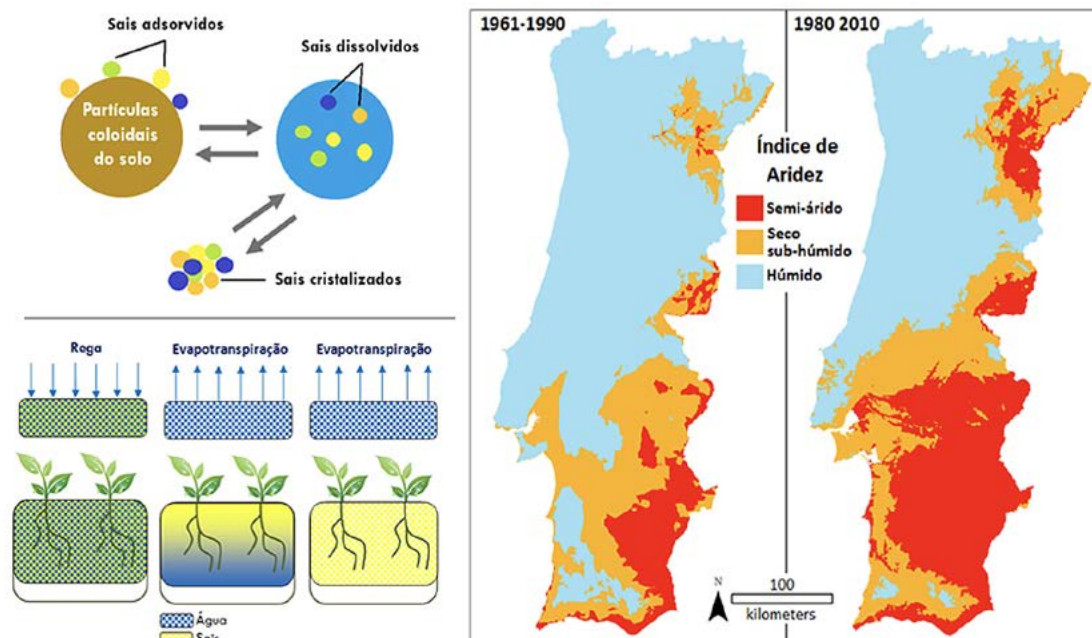 Sais adsorvidos
Partículas
coloidais
do solo
Sais dissolvidos
Sais cristalizados
Rega
Evapotranspiração
Evapotranspiração
Água
Sais
1961-1990
1980 2010
Índice de
Aridez
Semi-árido
Seco
sub-húmido
Húmido
N
100
kilometers